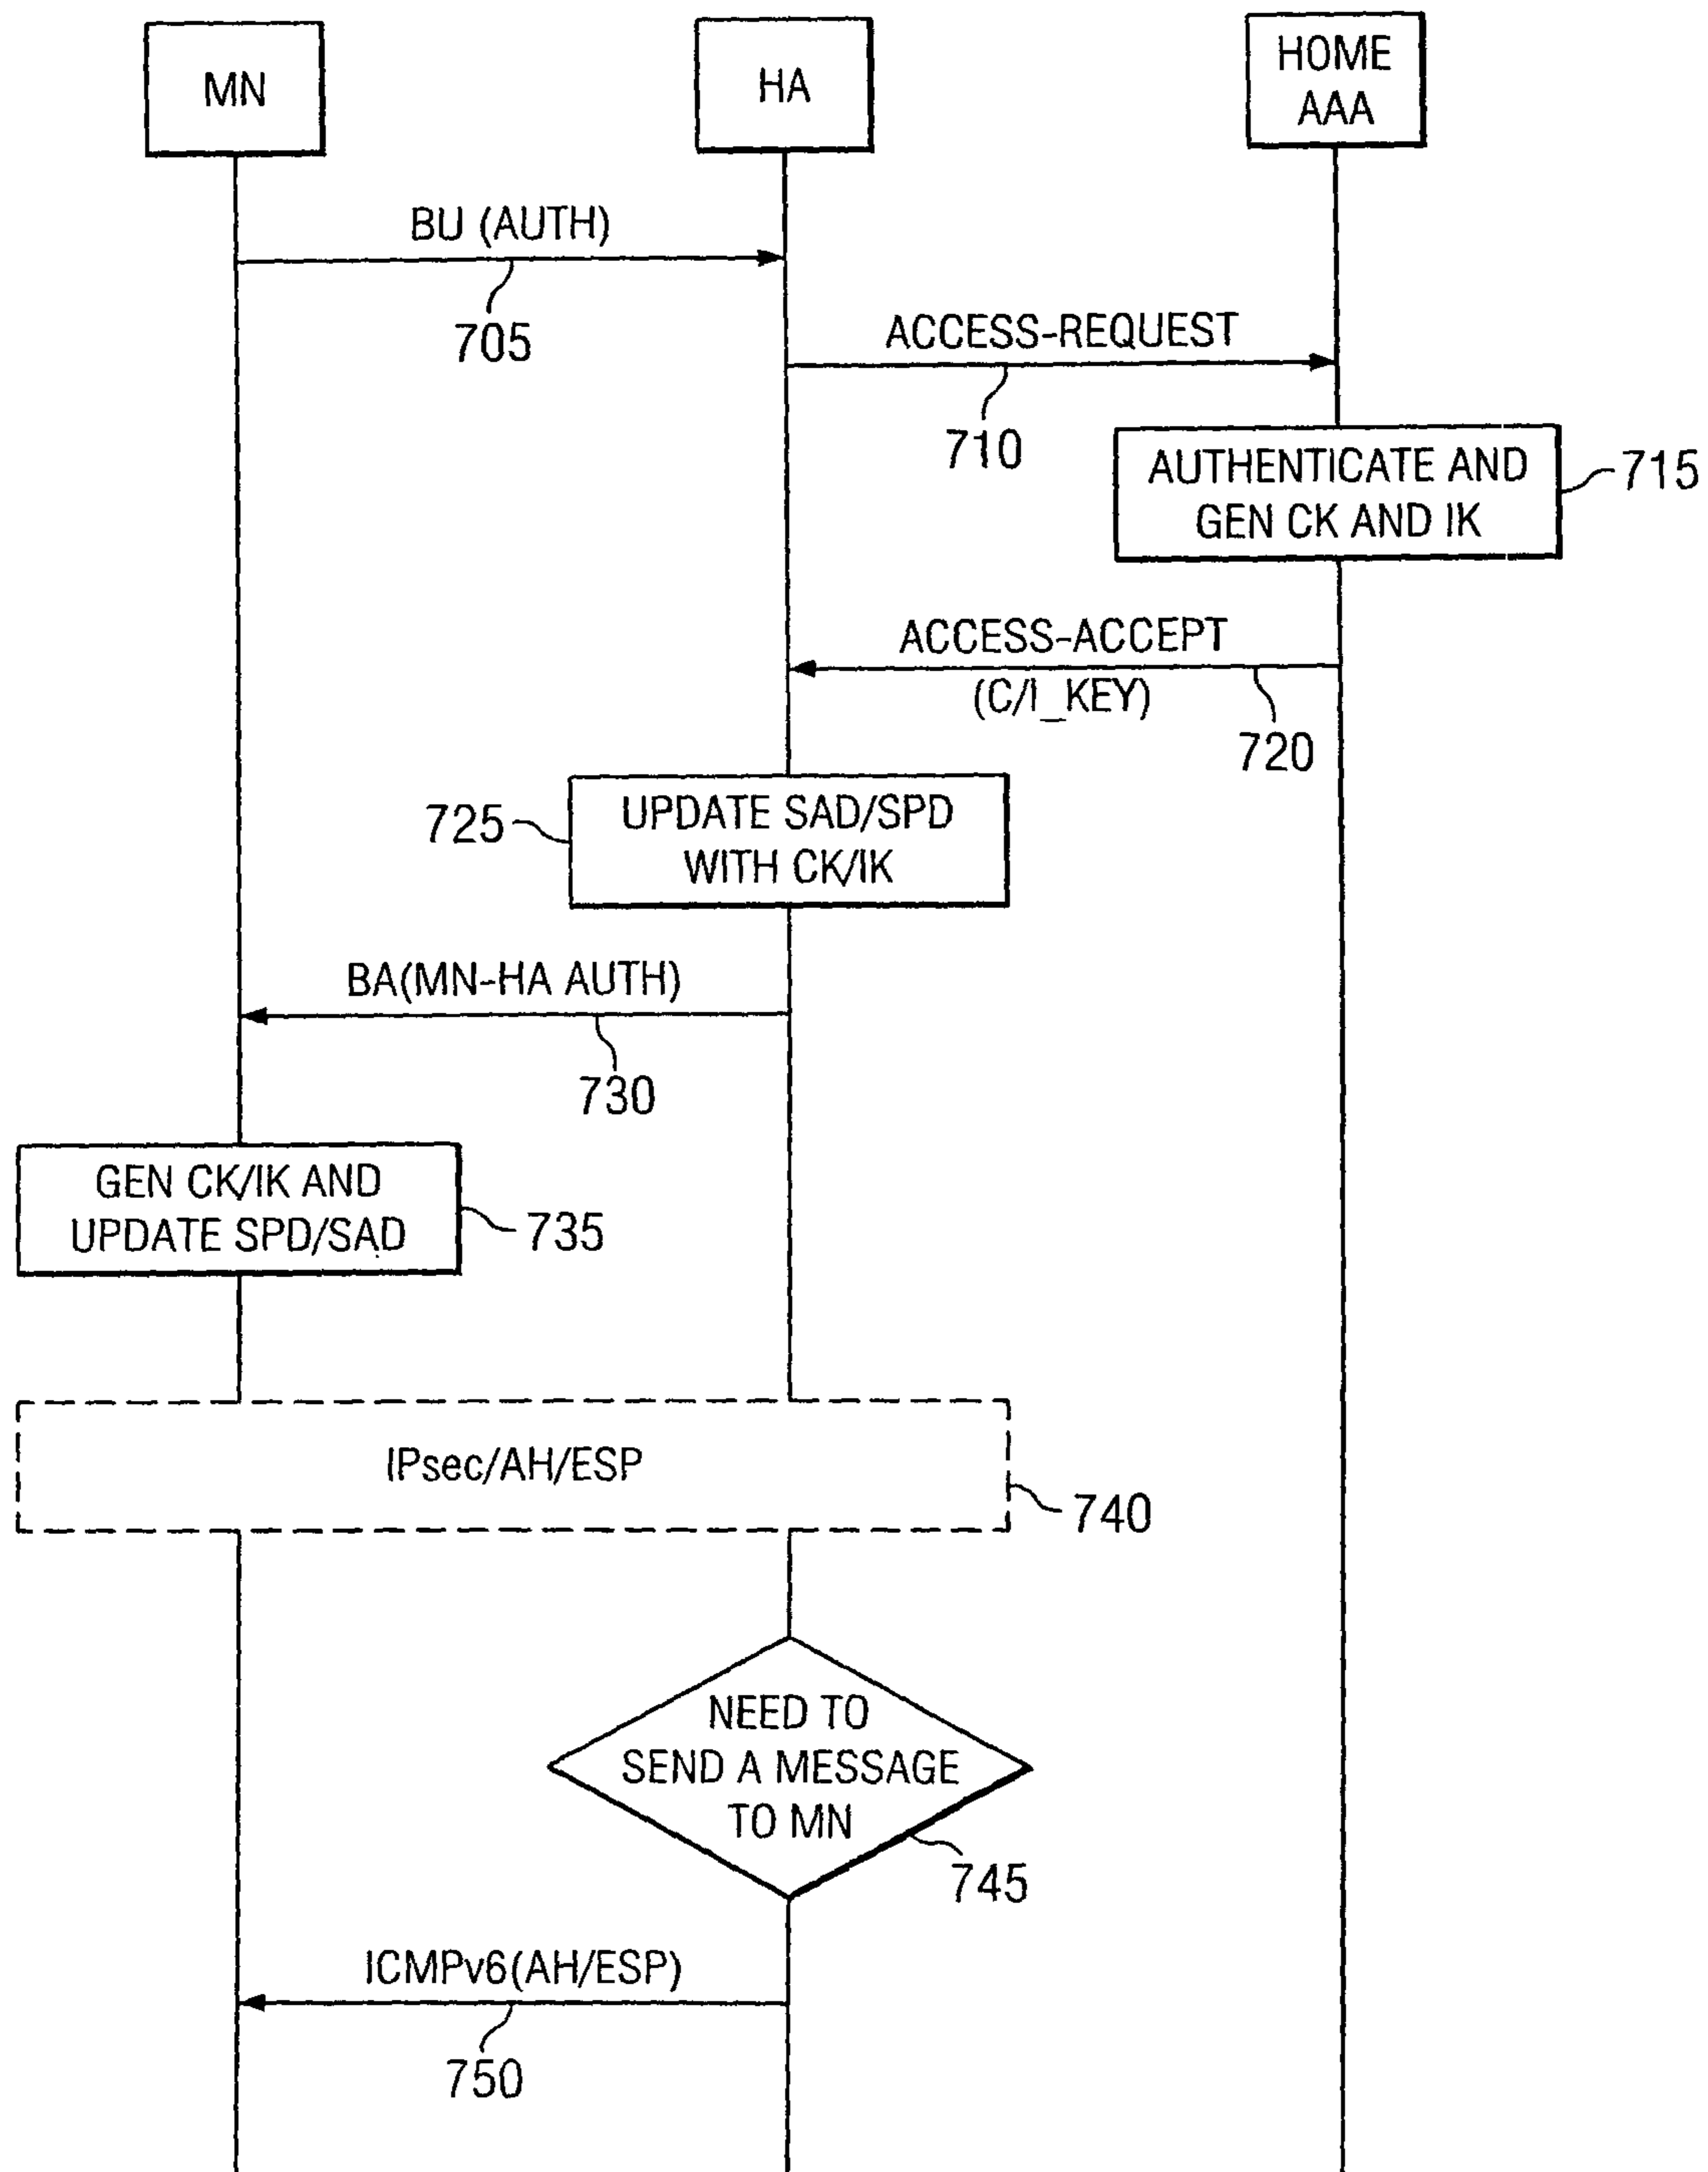 MN
HA
HOME
AAA
BU (AUTH)
705
ACCESS-REQUEST
710
AUTHENTICATE AND
GEN CK AND IK
715
ACCESS-ACCEPT
(C/I_KEY)
720
725
UPDATE SAD/SPD
WITH CK/IK
BA(MN-HA AUTH)
730
GEN CK/IK AND
UPDATE SPD/SAD
735
IPsec/AH/ESP
740
NEED TO
SEND A MESSAGE
TO MN
745
ICMPv6(AH/ESP)
750